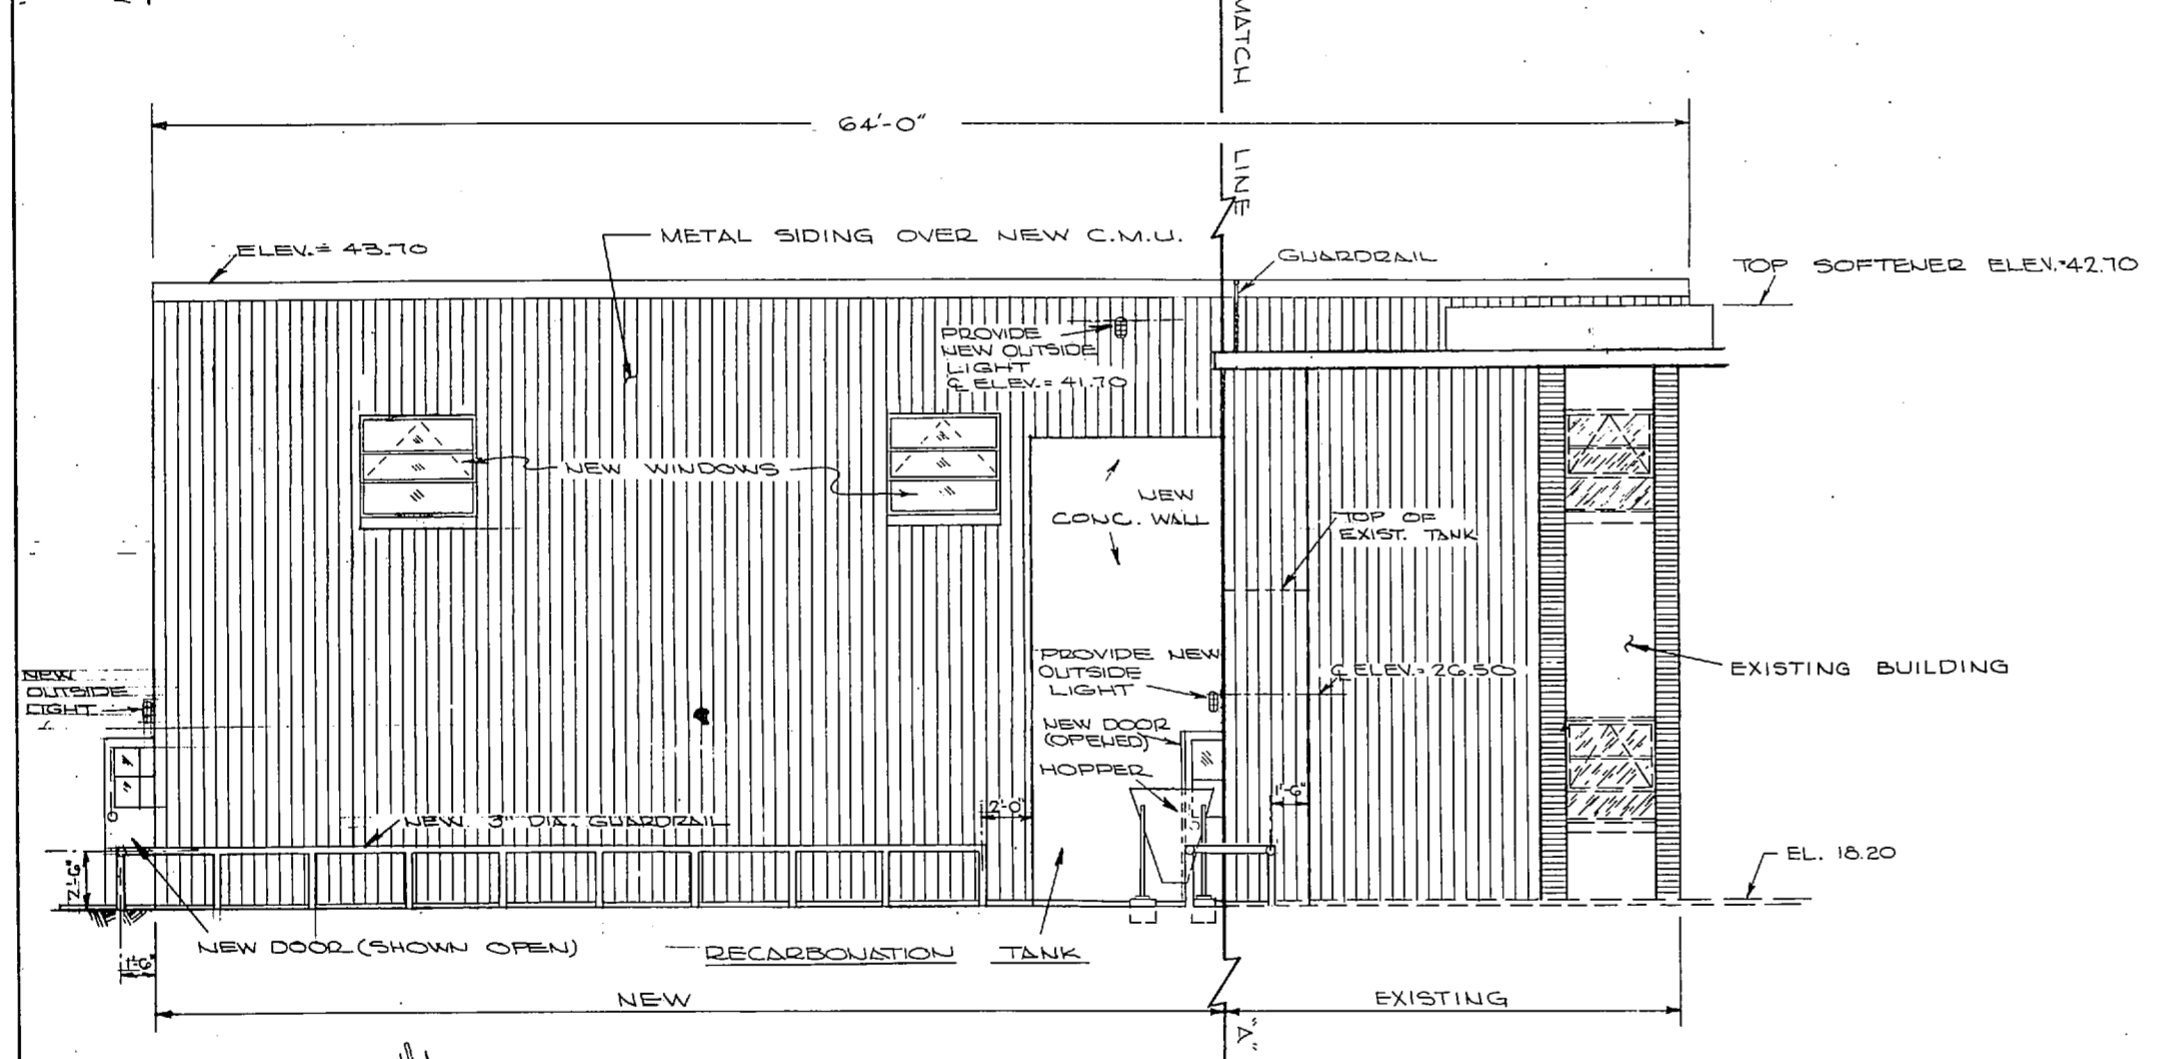 MATCH LINE
64'-0"
ELEV.= 43.70
METAL SIDING OVER NEW C.M.U.
GUARDRAIL
TOP SOFTENER ELEV.=42.70
PROVIDE
NEW OUTSIDE
LIGHT
℄ ELEV.= 41.70
NEW WINDOWS
NEW
CONC. WALL
TOP OF
EXIST. TANK
PROVIDE NEW
OUTSIDE
LIGHT
℄ ELEV.= 26.50
EXISTING BUILDING
NEW
OUTSIDE
LIGHT
NEW DOOR
(OPENED)
HOPPER
1'-6"
2'-0"
NEW 3" DIA. GUARDRAIL
2'-6"
EL. 18.20
NEW DOOR (SHOWN OPEN)
RECARBONATION TANK
1'-6"
NEW
EXISTING
"A"